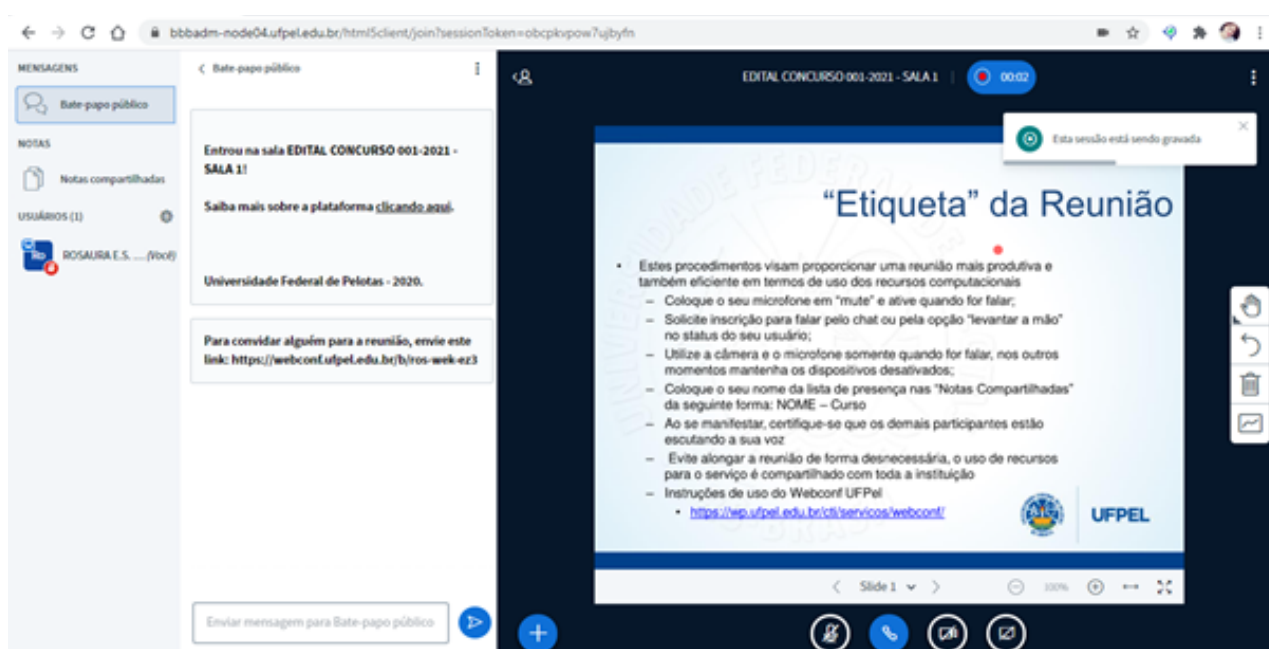 bbbadm-node04.ufpel.edu.br/html5client/join?sessionToken=obcpkvpow7ujbyfn
MENSAGENS
Bate-papo público
NOTAS
Notas compartilhadas
USUÁRIOS (1)
RO
ROSAURA E.S. .... (Você)
Bate-papo público
Entrou na sala EDITAL CONCURSO 001-2021 -
SALA 1!
Saiba mais sobre a plataforma clicando aqui.
Universidade Federal de Pelotas - 2020.
Para convidar alguém para a reunião, envie este
link: https://webconf.ufpel.edu.br/b/ros-wek-ez3
Enviar mensagem para Bate-papo público
EDITAL CONCURSO 001-2021 - SALA 1
00:02
Esta sessão está sendo gravada
“Etiqueta” da Reunião
• Estes procedimentos visam proporcionar uma reunião mais produtiva e
também eficiente em termos de uso dos recursos computacionais
– Coloque o seu microfone em “mute” e ative quando for falar;
– Solicite inscrição para falar pelo chat ou pela opção “levantar a mão”
no status do seu usuário;
– Utilize a câmera e o microfone somente quando for falar, nos outros
momentos mantenha os dispositivos desativados;
– Coloque o seu nome da lista de presença nas “Notas Compartilhadas”
da seguinte forma: NOME – Curso
– Ao se manifestar, certifique-se que os demais participantes estão
escutando a sua voz
– Evite alongar a reunião de forma desnecessária, o uso de recursos
para o serviço é compartilhado com toda a instituição
– Instruções de uso do Webconf UFPel
• https://wp.ufpel.edu.br/cti/servicos/webconf/
UFPEL
Slide 1
100%